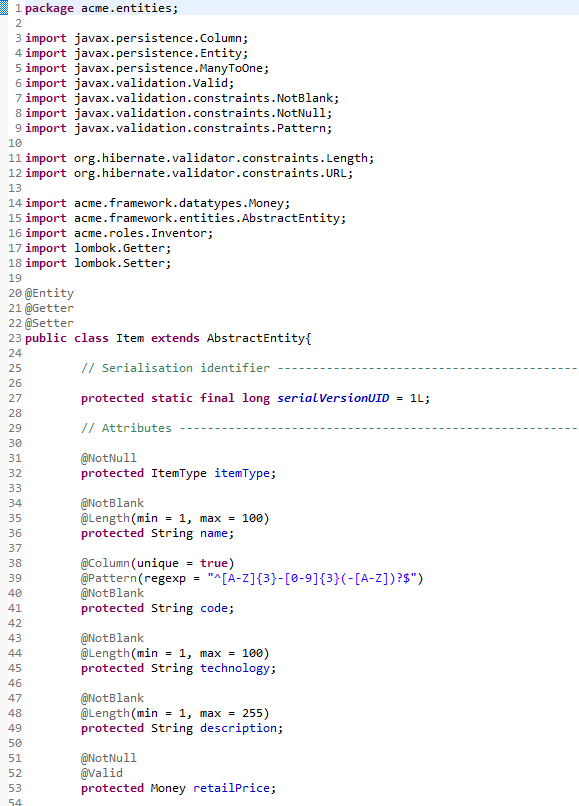 1 package acme.entities;
2
3 import javax.persistence.Column;
4 import javax.persistence.Entity;
5 import javax.persistence.ManyToOne;
6 import javax.validation.Valid;
7 import javax.validation.constraints.NotBlank;
8 import javax.validation.constraints.NotNull;
9 import javax.validation.constraints.Pattern;
10
11 import org.hibernate.validator.constraints.Length;
12 import org.hibernate.validator.constraints.URL;
13
14 import acme.framework.datatypes.Money;
15 import acme.framework.entities.AbstractEntity;
16 import acme.roles.Inventor;
17 import lombok.Getter;
18 import lombok.Setter;
19
20 @Entity
21 @Getter
22 @Setter
23 public class Item extends AbstractEntity{
24
25 // Serialisation identifier -------------------------------------------
26
27 protected static final long serialVersionUID = 1L;
28
29 // Attributes ---------------------------------------------------------
30
31 @NotNull
32 protected ItemType itemType;
33
34 @NotBlank
35 @Length(min = 1, max = 100)
36 protected String name;
37
38 @Column(unique = true)
39 @Pattern(regexp = "^[A-Z]{3}-[0-9]{3}(-[A-Z])?$")
40 @NotBlank
41 protected String code;
42
43 @NotBlank
44 @Length(min = 1, max = 100)
45 protected String technology;
46
47 @NotBlank
48 @Length(min = 1, max = 255)
49 protected String description;
50
51 @NotNull
52 @Valid
53 protected Money retailPrice;
54